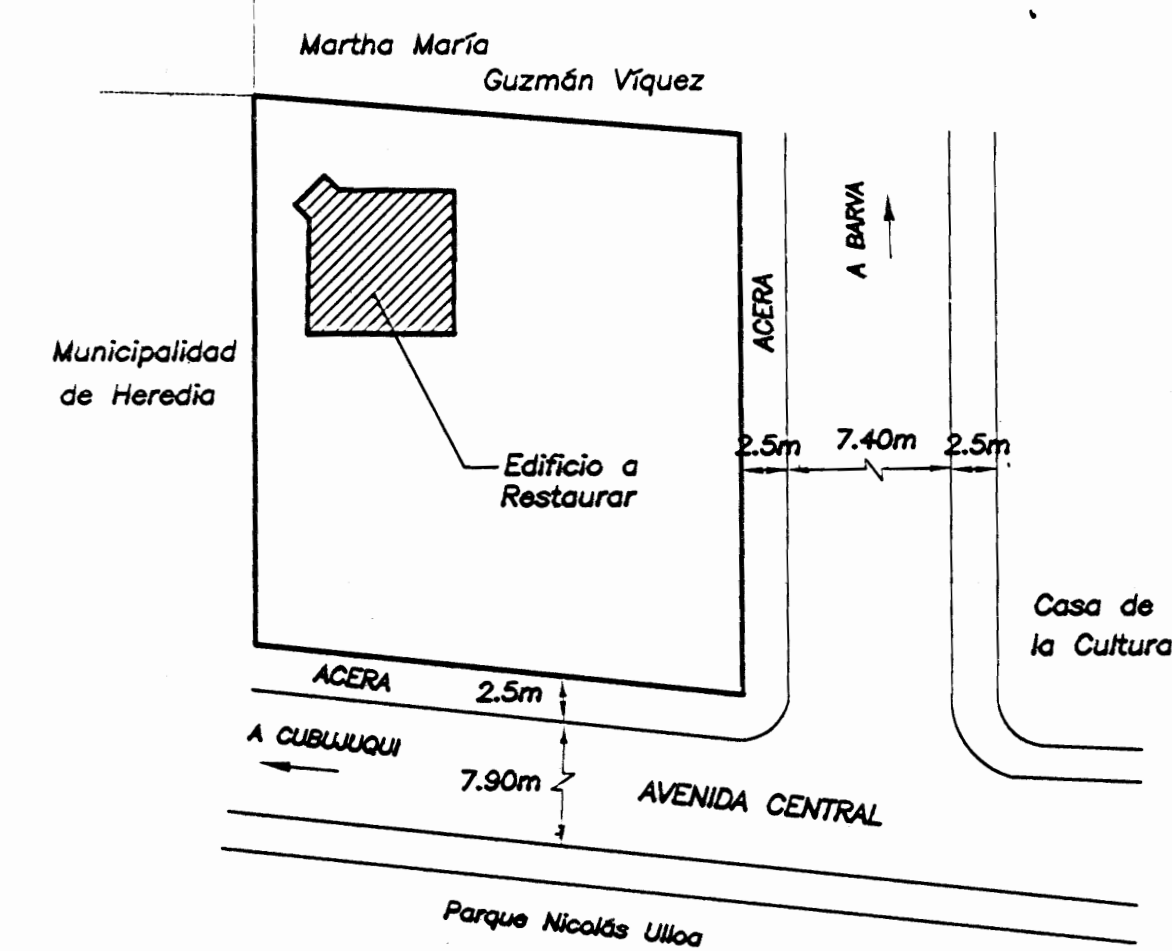 Martha María
Guzmán Víquez
A BARVA
ACERA
Municipalidad
de Heredia
2.5m
7.40m
2.5m
Edificio a
Restaurar
Casa de
la Cultura
ACERA
2.5m
A CUBUJUQUI
7.90m
AVENIDA CENTRAL
Parque Nicolás Ulloa